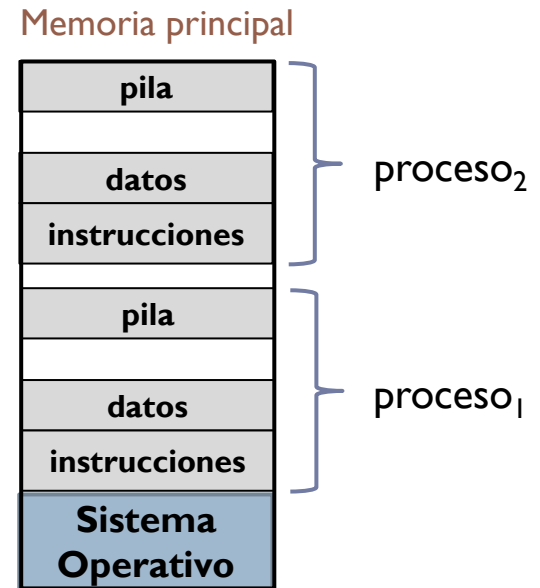 Memoria principal
pila
datos
instrucciones
proceso₂
pila
datos
instrucciones
proceso₁
Sistema
Operativo